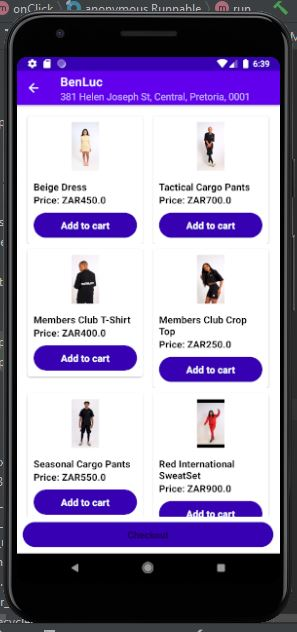 onClick
anonymous Runnable
run
6:39
BenLuc
381 Helen Joseph St, Central, Pretoria, 0001
Beige Dress
Price: ZAR450.0
Add to cart
Tactical Cargo Pants
Price: ZAR700.0
Add to cart
Members Club T-Shirt
Price: ZAR400.0
Add to cart
Members Club Crop
Top
Price: ZAR250.0
Add to cart
Seasonal Cargo Pants
Price: ZAR550.0
Add to cart
Red International
SweatSet
Price: ZAR900.0
Add to cart
Checkout